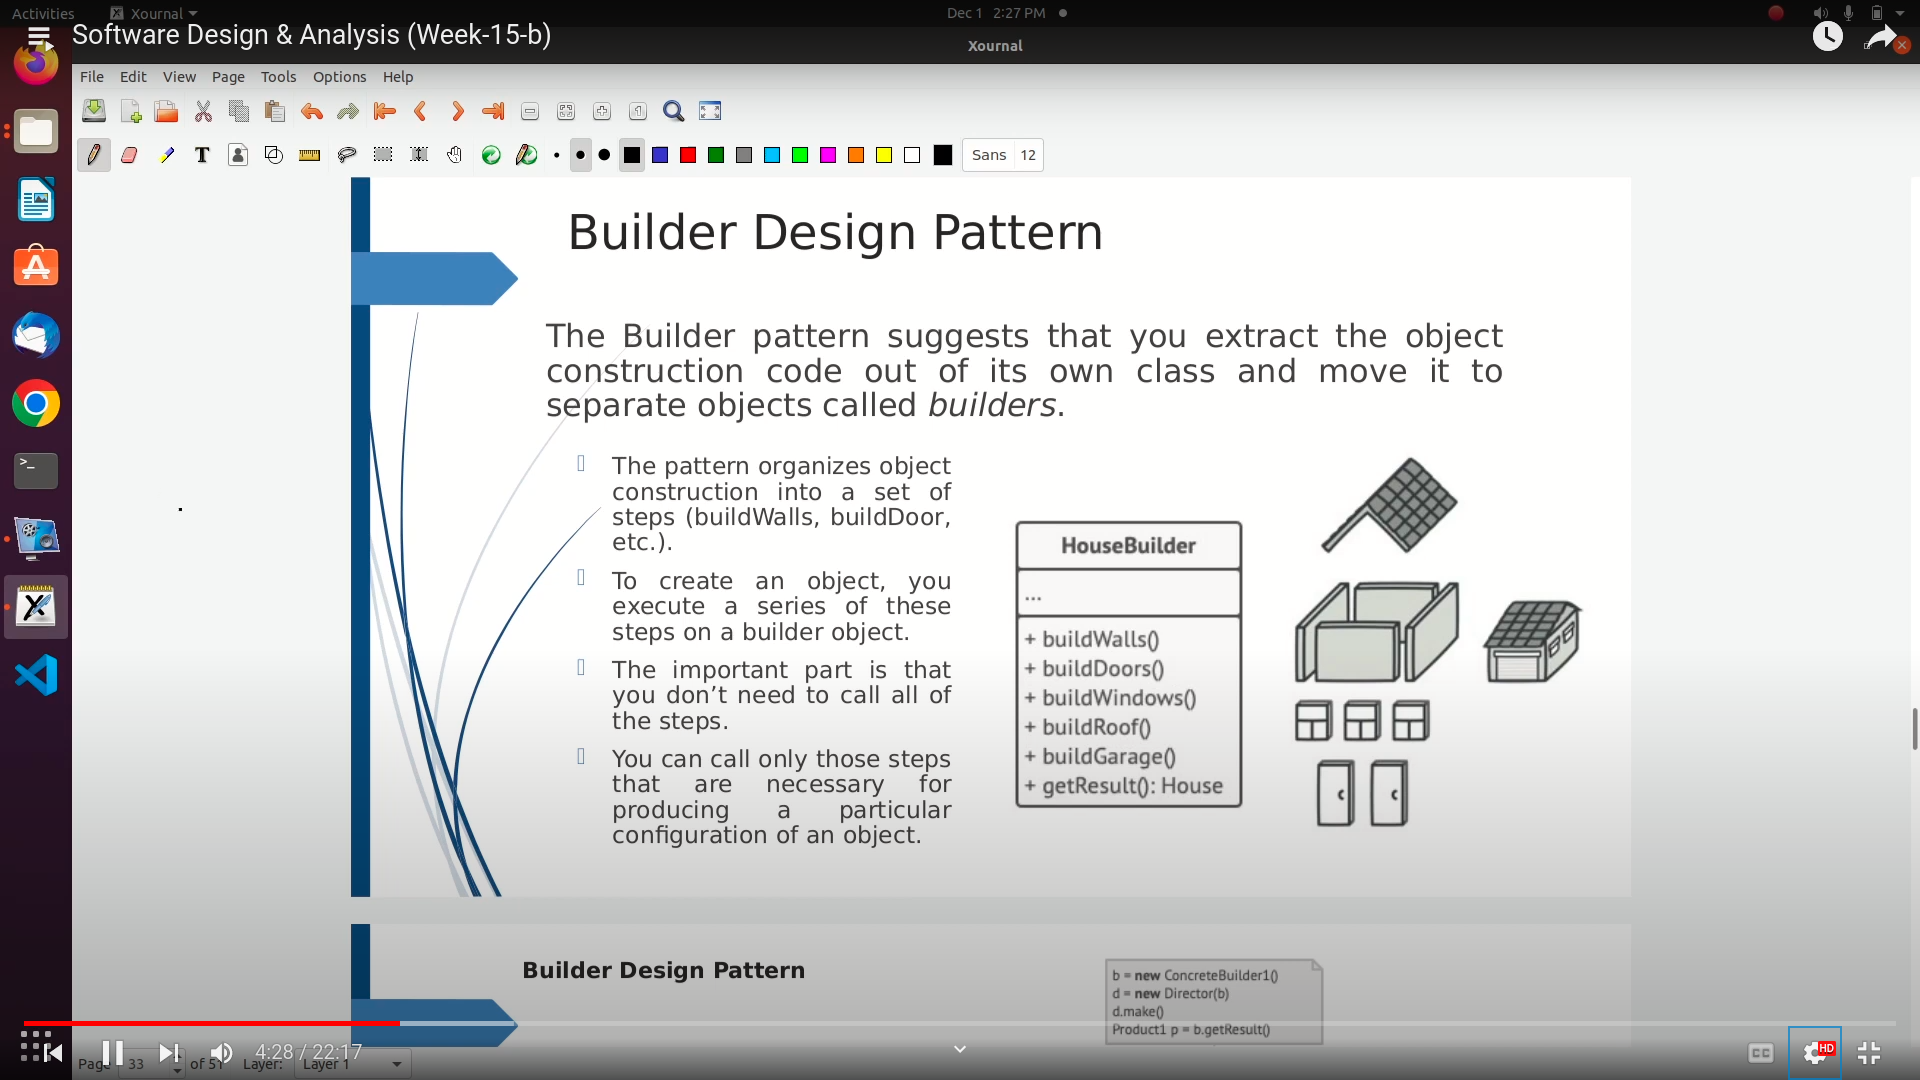 Activities Xournal Dec 1 2:27 PM
Software Design & Analysis (Week-15-b)
Xournal
File Edit View Page Tools Options Help
Sans 12
Builder Design Pattern
The Builder pattern suggests that you extract the object
construction code out of its own class and move it to
separate objects called builders.
The pattern organizes object
construction into a set of
steps (buildWalls, buildDoor,
etc.).
To create an object, you
execute a series of these
steps on a builder object.
The important part is that
you don’t need to call all of
the steps.
You can call only those steps
that are necessary for
producing a particular
configuration of an object.
HouseBuilder
...
+ buildWalls()
+ buildDoors()
+ buildWindows()
+ buildRoof()
+ buildGarage()
+ getResult(): House
Builder Design Pattern
b = new ConcreteBuilder1()
d = new Director(b)
d.make()
Product1 p = b.getResult()
4:28 / 22:17
CC HD
Page 33 of 51 Layer: Layer 1